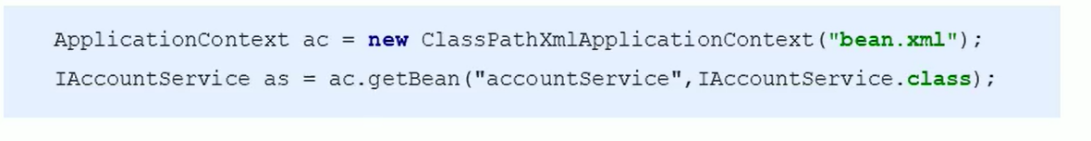 ApplicationContext ac = new ClassPathXmlApplicationContext("bean.xml");
IAccountService as = ac.getBean("accountService",IAccountService.class);